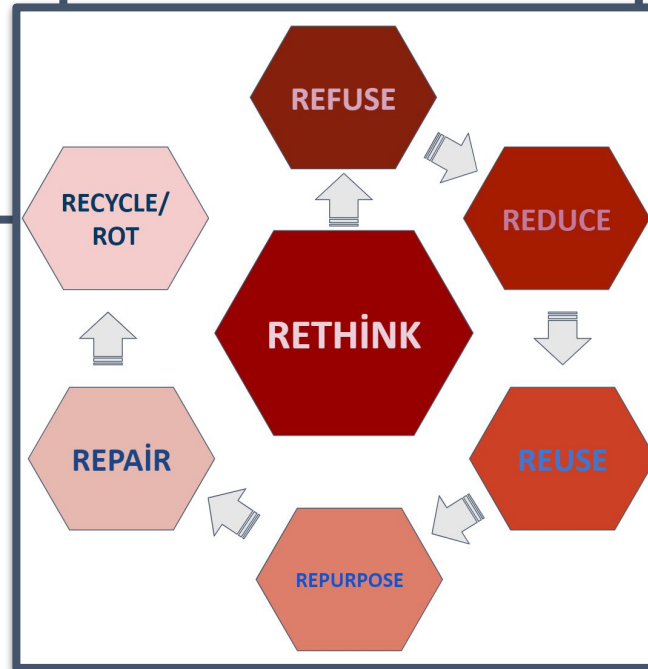 REFUSE
REDUCE
REUSE
REPURPOSE
REPAİR
RECYCLE/
ROT
RETHİNK